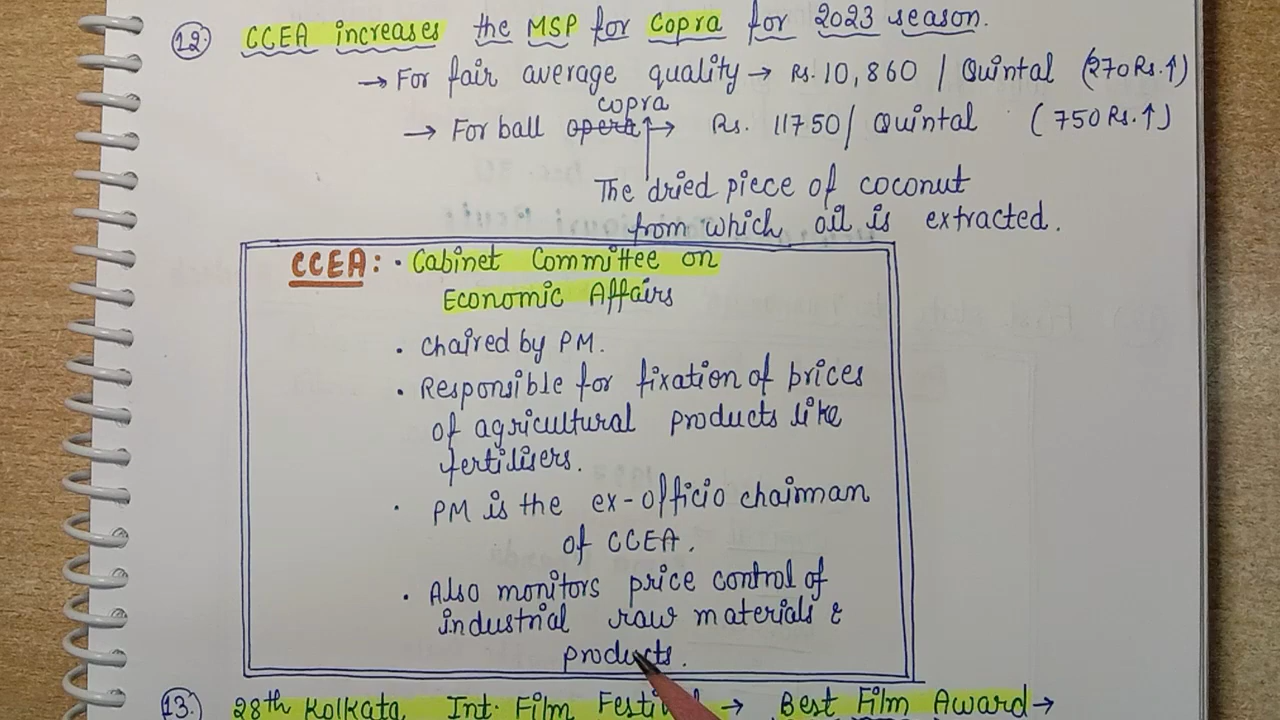 12. CCEA increases the MSP for Copra for 2023 season.
→ For fair average quality → Rs. 10,860 / Quintal (270 Rs. ↑)
copra
→ For ball opera → Rs. 11750/ Quintal (750 Rs. ↑)
The dried piece of coconut
from which oil is extracted.
CCEA: • Cabinet Committee on
Economic Affairs
• Chaired by PM.
• Responsible for fixation of prices
of agricultural products like
fertilisers.
• PM is the ex-officio chaiman
of CCEA.
• Also monitors price control of
industrial raw materials &
products.
13. 28th Kolkata Int. Film Festival → Best Film Award →